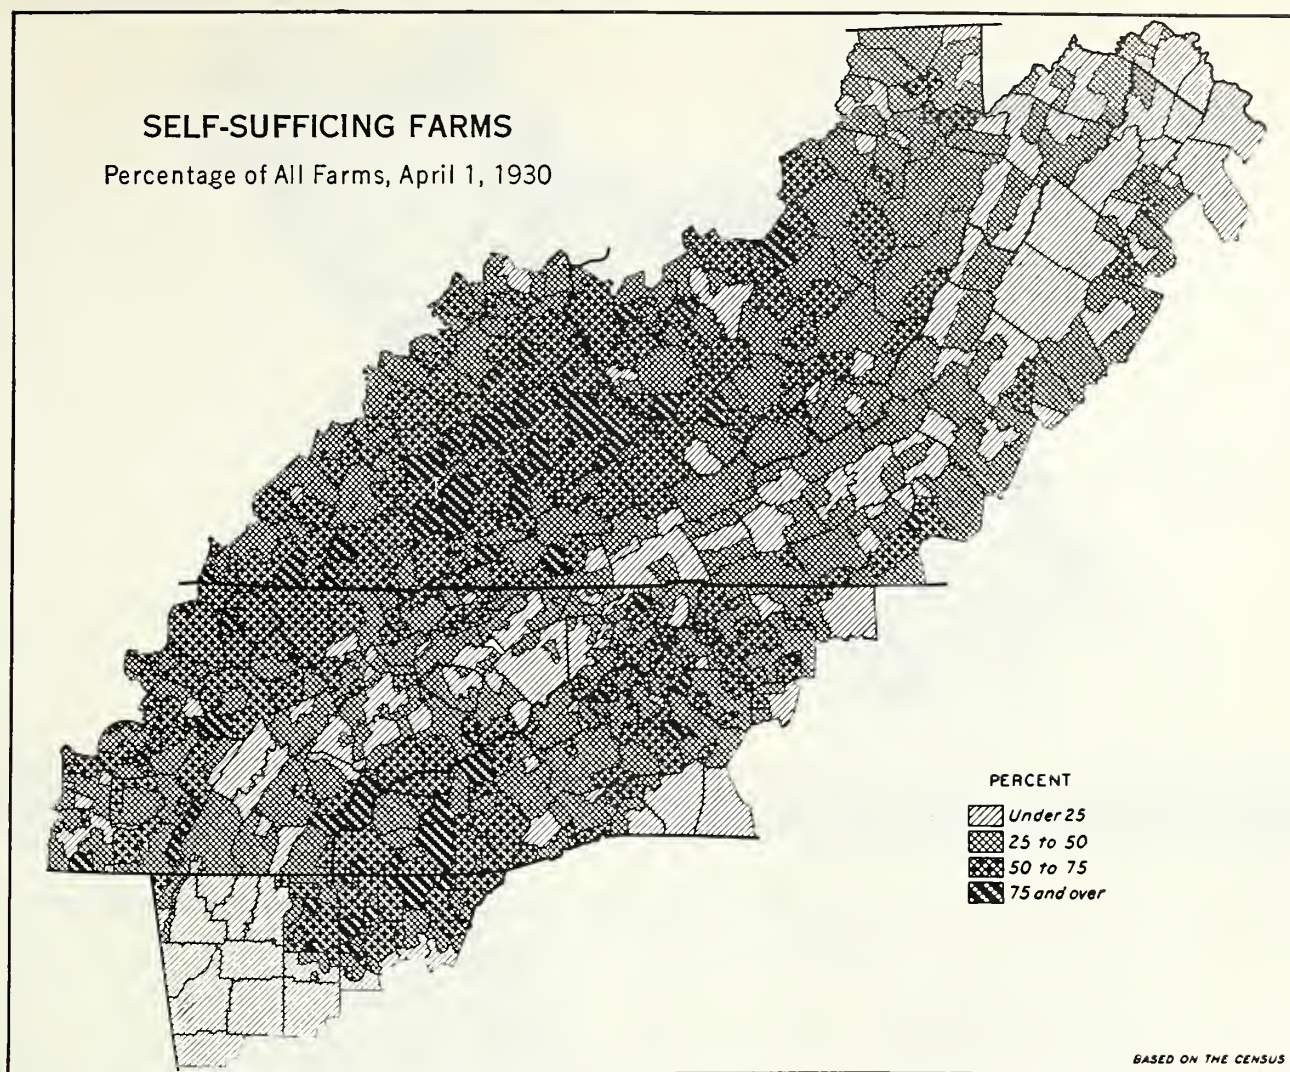 SELF-SUFFICING FARMS
Percentage of All Farms, April 1, 1930
PERCENT
Under 25
25 to 50
50 to 75
75 and over
BASED ON THE CENSUS